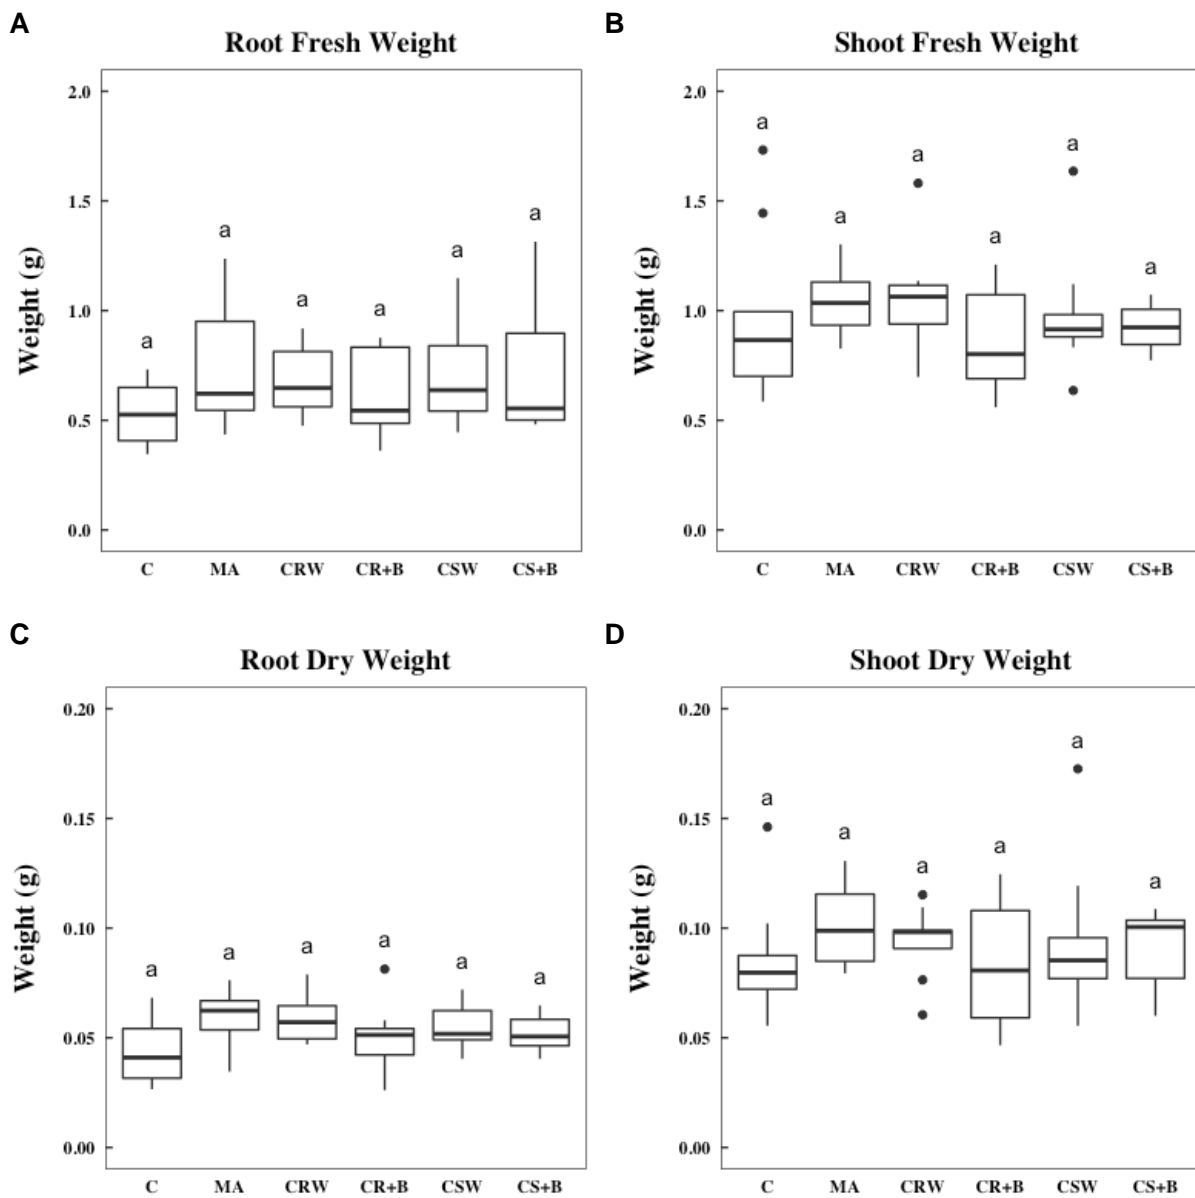 A
Root Fresh Weight
Weight (g)
2.0
1.5
1.0
0.5
0.0
a
a
a
a
a
a
C MA CRW CR+B CSW CS+B
B
Shoot Fresh Weight
Weight (g)
2.0
1.5
1.0
0.5
0.0
a
a
a
a
a
a
C MA CRW CR+B CSW CS+B
C
Root Dry Weight
Weight (g)
0.20
0.15
0.10
0.05
0.00
a
a
a
a
a
a
C MA CRW CR+B CSW CS+B
D
Shoot Dry Weight
Weight (g)
0.20
0.15
0.10
0.05
0.00
a
a
a
a
a
a
C MA CRW CR+B CSW CS+B